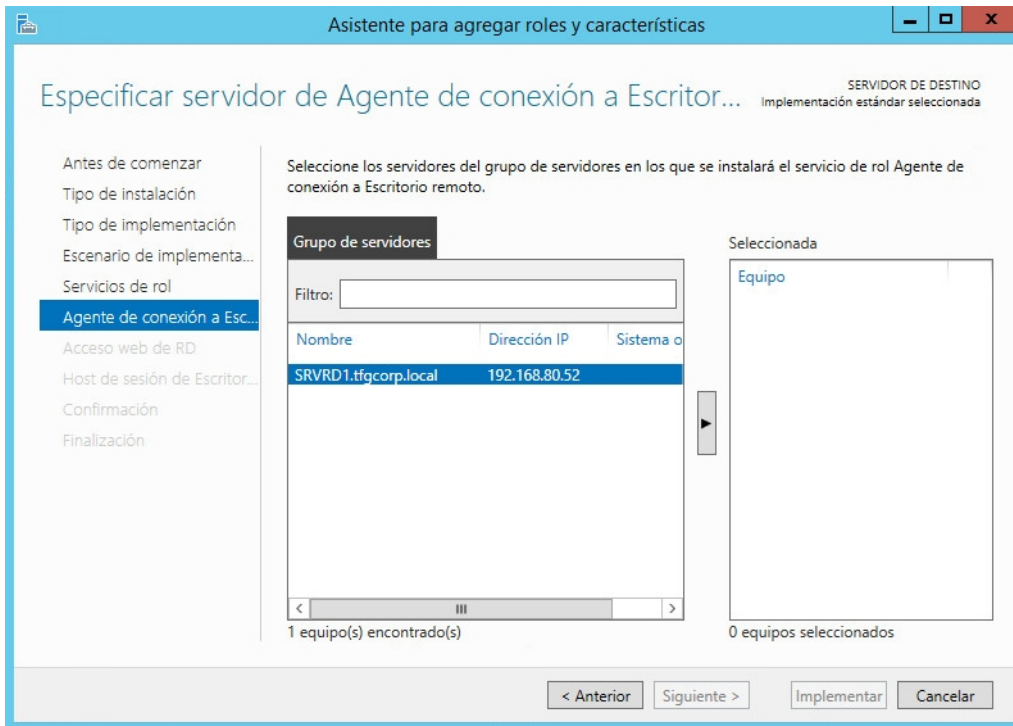 Asistente para agregar roles y características
Especificar servidor de Agente de conexión a Escritor...
SERVIDOR DE DESTINO
Implementación estándar seleccionada
Antes de comenzar
Tipo de instalación
Tipo de implementación
Escenario de implementa...
Servicios de rol
Agente de conexión a Esc...
Acceso web de RD
Host de sesión de Escritor...
Confirmación
Finalización
Seleccione los servidores del grupo de servidores en los que se instalará el servicio de rol Agente de
conexión a Escritorio remoto.
Grupo de servidores
Filtro:
Nombre Dirección IP Sistema o
SRVRD1.tfgcorp.local 192.168.80.52
1 equipo(s) encontrado(s)
Seleccionada
Equipo
0 equipos seleccionados
< Anterior Siguiente > Implementar Cancelar